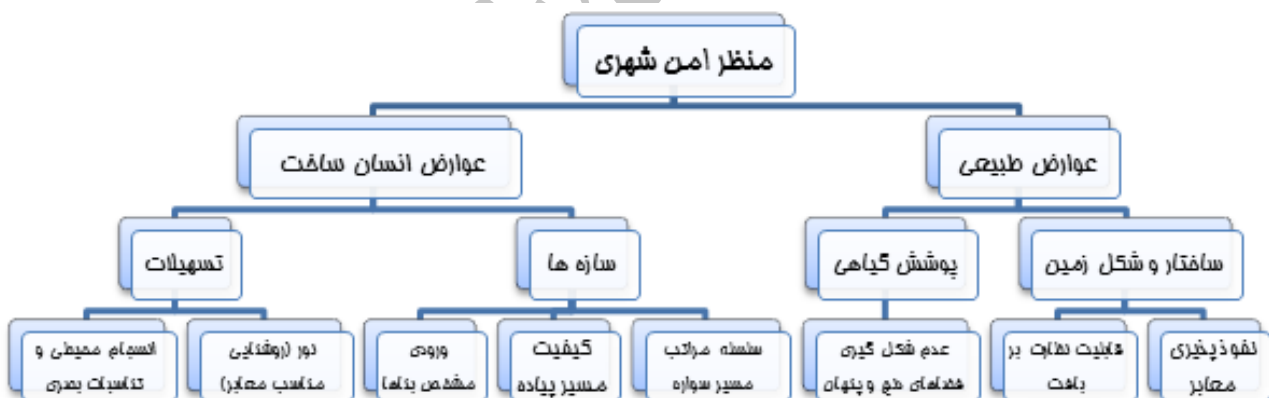 منظر امن شهری
عوارض طبیعی
عوارض انسان ساخت
ساختار و شکل زمین
پوشش گیاهی
سازه ها
تسهیلات
نفوذپذیری
معابر
قابلیت نظارت بر
بافت
عدم شکل گیری
فضاهای کج و پنهان
سلسله مراتب
مسیر سواره
کیفیت
مسیر پیاده
ورودی
مشخص بناها
نور (روشنایی
مناسب معابر)
انسجام محیطی و
تناسبات بصری